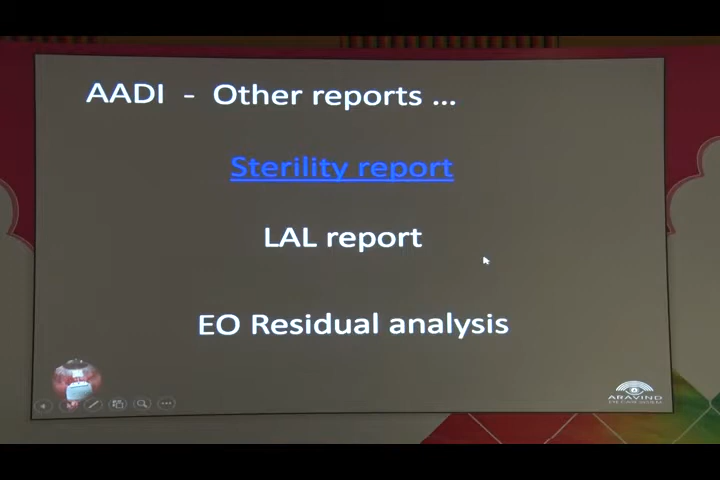 AADI - Other reports ...
Sterility report
LAL report
EO Residual analysis
ARAVIND